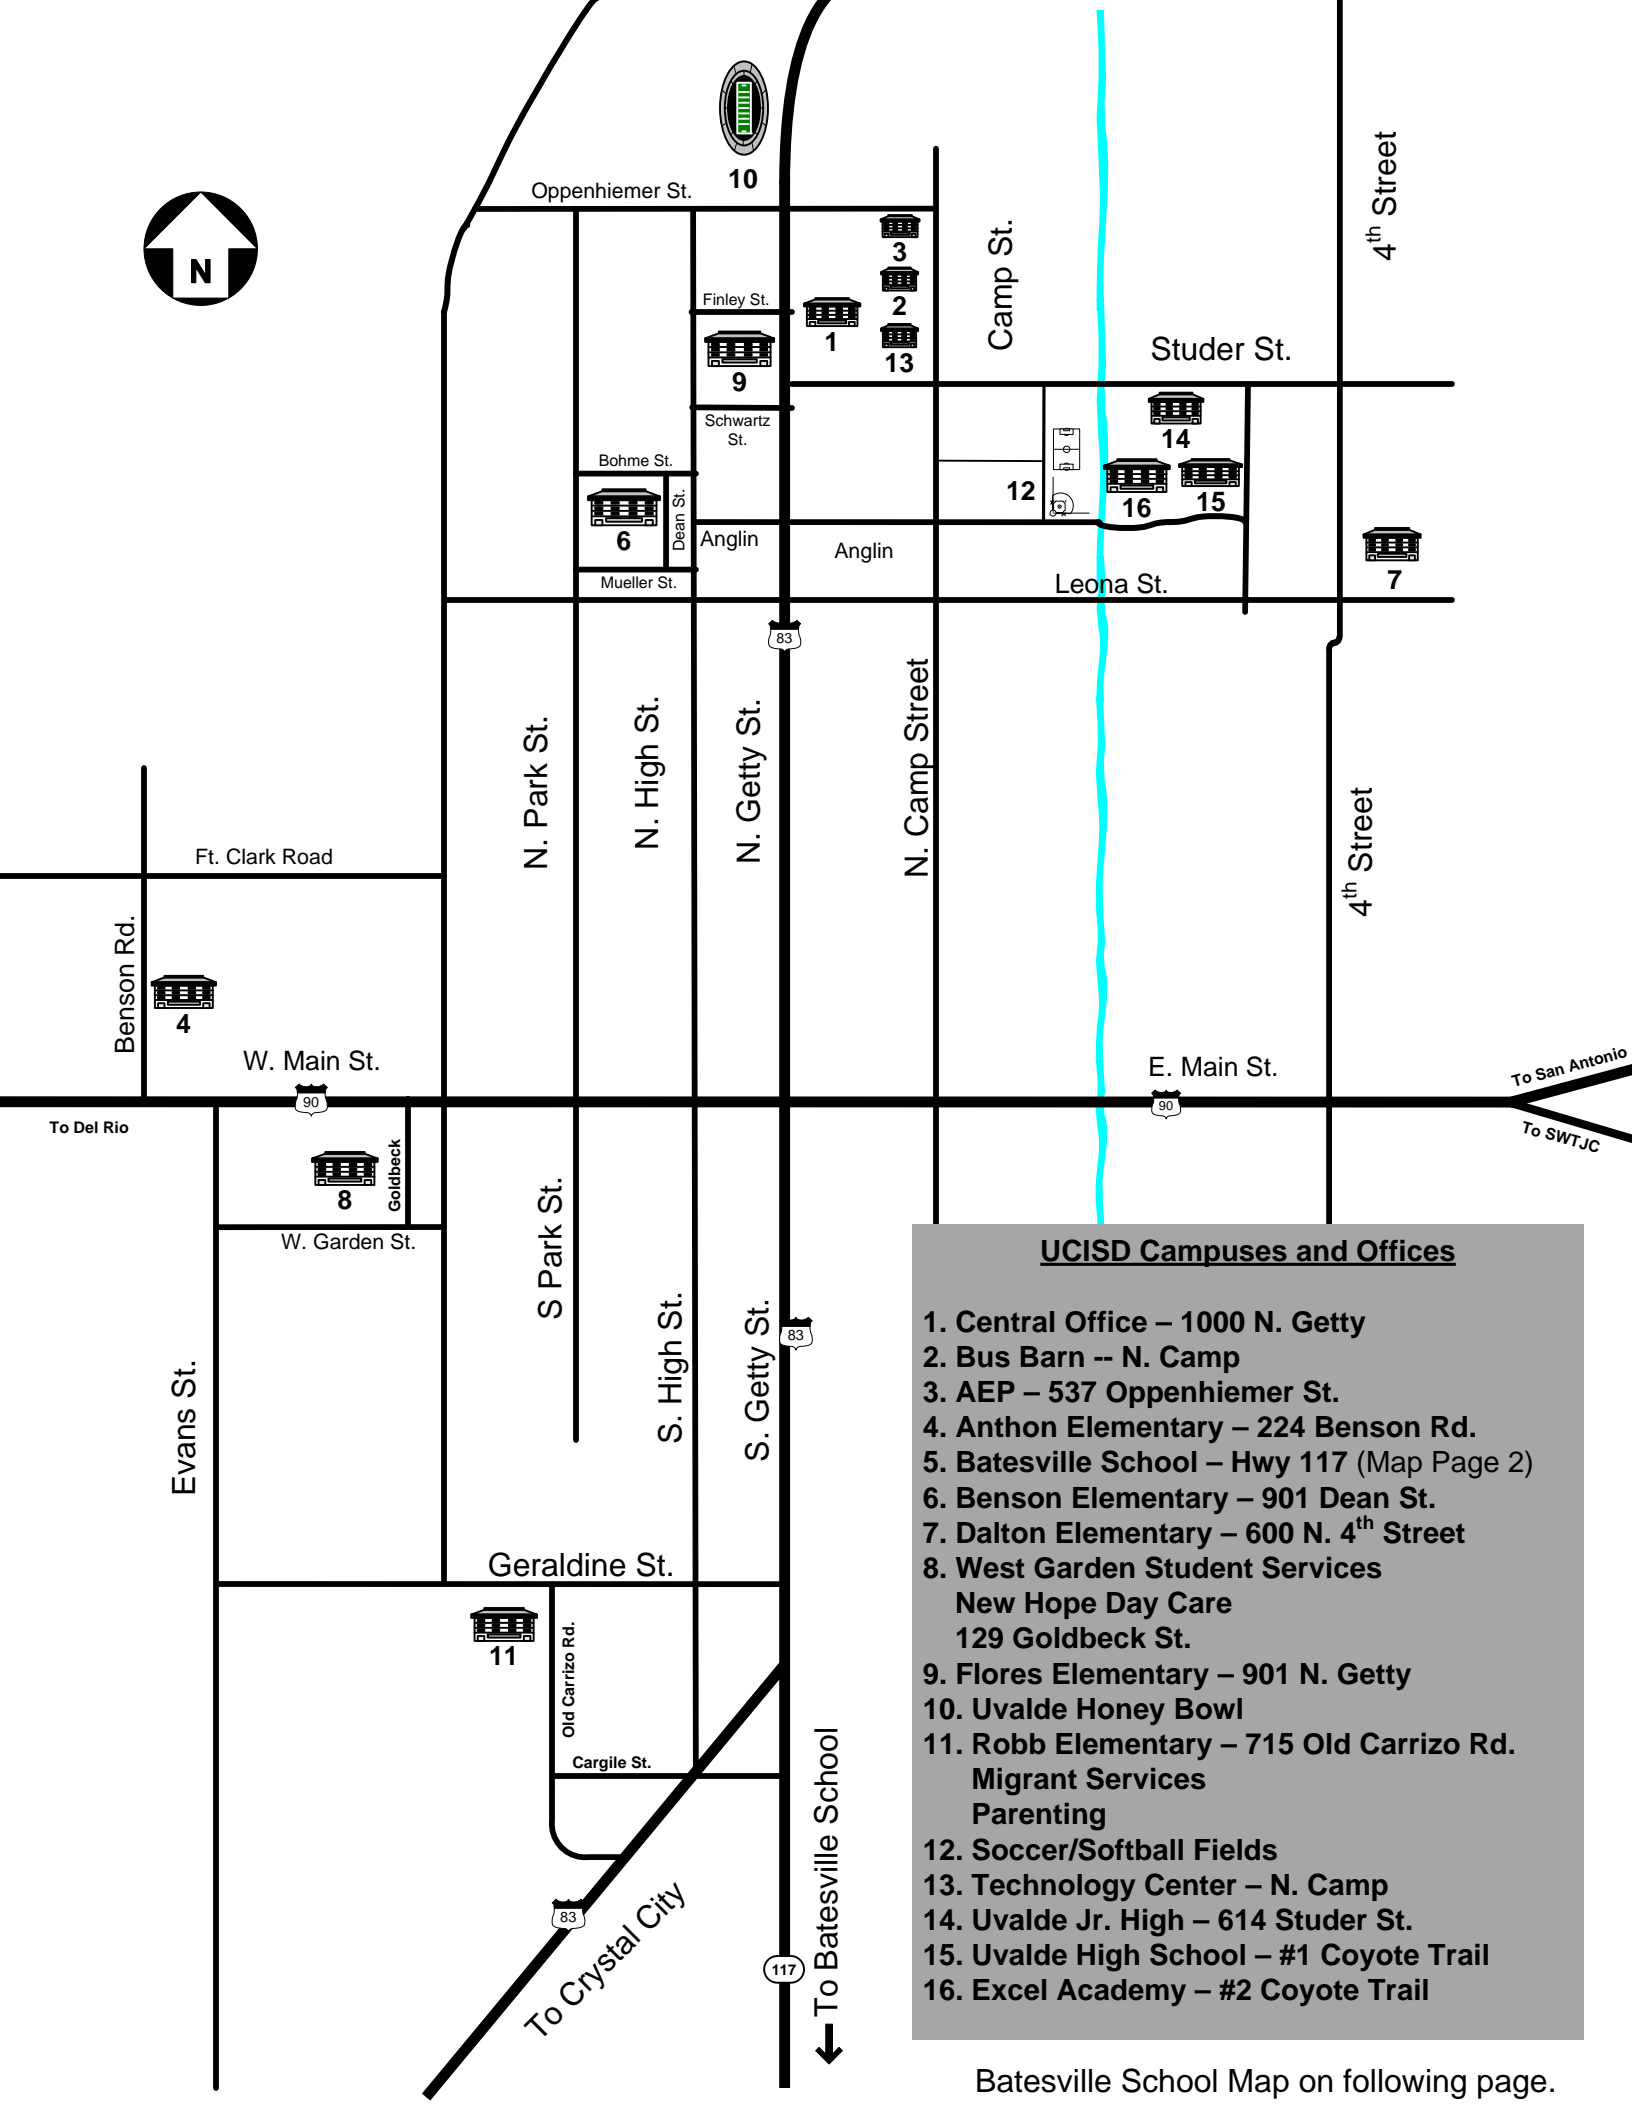 10
Oppenhiemer St.
4th Street
N
3
Camp St.
Finley St.
2
1
13
Studer St.
9
Schwartz
St.
14
Bohme St.
12
16
15
6
Dean St.
Anglin
Anglin
Mueller St.
Leona St.
7
83
N. Park St.
N. High St.
N. Getty St.
N. Camp Street
4th Street
Ft. Clark Road
Benson Rd.
4
W. Main St.
E. Main St.
To San Antonio
90
90
To Del Rio
To SWTJC
Goldbeck
8
W. Garden St.
S Park St.
S. High St.
S. Getty St.
83
Evans St.
Geraldine St.
11
Old Carrizo Rd.
Cargile St.
83
To Crystal City
117
To Batesville School
UCISD Campuses and Offices
1. Central Office – 1000 N. Getty
2. Bus Barn -- N. Camp
3. AEP – 537 Oppenhiemer St.
4. Anthon Elementary – 224 Benson Rd.
5. Batesville School – Hwy 117 (Map Page 2)
6. Benson Elementary – 901 Dean St.
7. Dalton Elementary – 600 N. 4th Street
8. West Garden Student Services
New Hope Day Care
129 Goldbeck St.
9. Flores Elementary – 901 N. Getty
10. Uvalde Honey Bowl
11. Robb Elementary – 715 Old Carrizo Rd.
Migrant Services
Parenting
12. Soccer/Softball Fields
13. Technology Center – N. Camp
14. Uvalde Jr. High – 614 Studer St.
15. Uvalde High School – #1 Coyote Trail
16. Excel Academy – #2 Coyote Trail
Batesville School Map on following page.